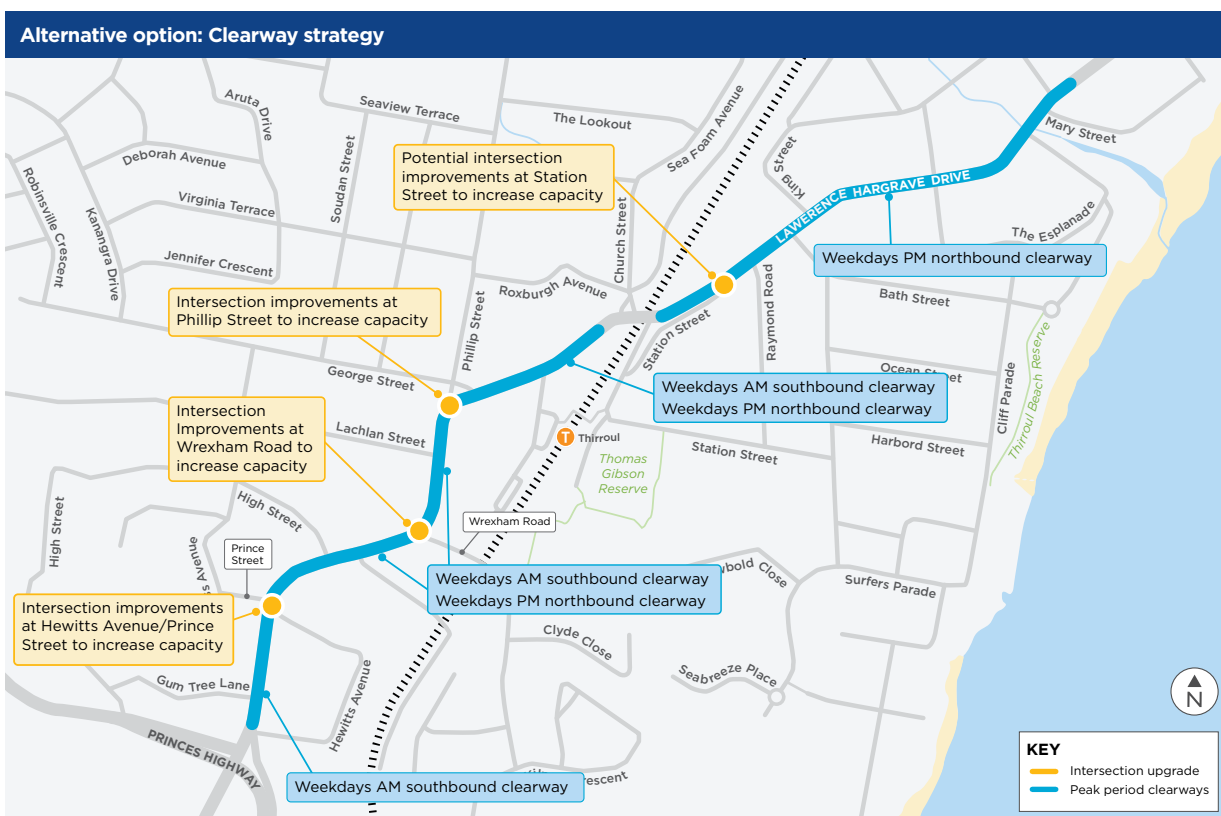 Alternative option: Clearway strategy
Aruta
Drive
Seaview Terrace
The Lookout
Sea Foam Avenue
Mary Street
Deborah Avenue
Soudan Street
Potential intersection
improvements at Station
Street to increase capacity
King Street
Robinsville Crescent
Kanangra Drive
Virginia Terrace
LAWERENCE HARGRAVE DRIVE
Church Street
The Esplanade
Jennifer Crescent
Weekdays PM northbound clearway
Roxburgh Avenue
Bath Street
Intersection improvements at
Phillip Street to increase capacity
Phillip Street
Station Street
Raymond Road
Thirroul Beach Reserve
George Street
Ocean Street
Cliff Parade
Weekdays AM southbound clearway
Weekdays PM northbound clearway
Intersection
Improvements at
Wrexham Road to
increase capacity
Lachlan Street
T
Thirroul
Station Street
Harbord Street
Thomas
Gibson
Reserve
High Street
High Street
Wrexham Road
Prince
Street
s Avenue
Weekdays AM southbound clearway
Weekdays PM northbound clearway
wbold Close
Surfers Parade
Intersection improvements
at Hewitts Avenue/Prince
Street to increase capacity
Clyde Close
Seabreeze Place
Gum Tree Lane
Hewitts Avenue
N
PRINCES HIGHWAY
Weekdays AM southbound clearway
rescent
KEY
Intersection upgrade
Peak period clearways